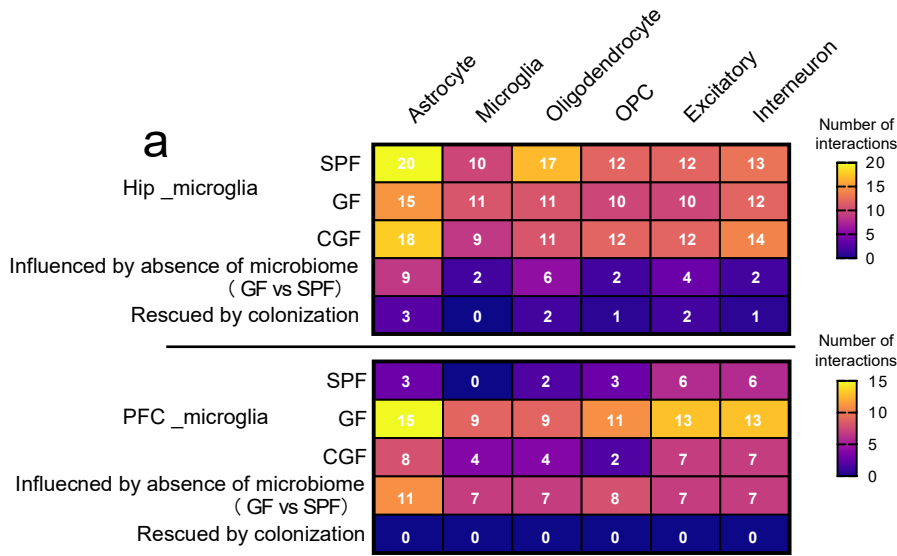 Astrocyte
Microglia
Oligodendrocyte
OPC
Excitatory
Interneuron
a
Hip _microglia
SPF 20 10 17 12 12 13
GF 15 11 11 10 10 12
CGF 18 9 11 12 12 14
Influenced by absence of microbiome
( GF vs SPF) 9 2 6 2 4 2
Rescued by colonization 3 0 2 1 2 1
Number of
interactions
20
15
10
5
0
PFC _microglia
SPF 3 0 2 3 6 6
GF 15 9 9 11 13 13
CGF 8 4 4 2 7 7
Influecned by absence of microbiome
( GF vs SPF) 11 7 7 8 7 7
Rescued by colonization 0 0 0 0 0 0
Number of
interactions
15
10
5
0